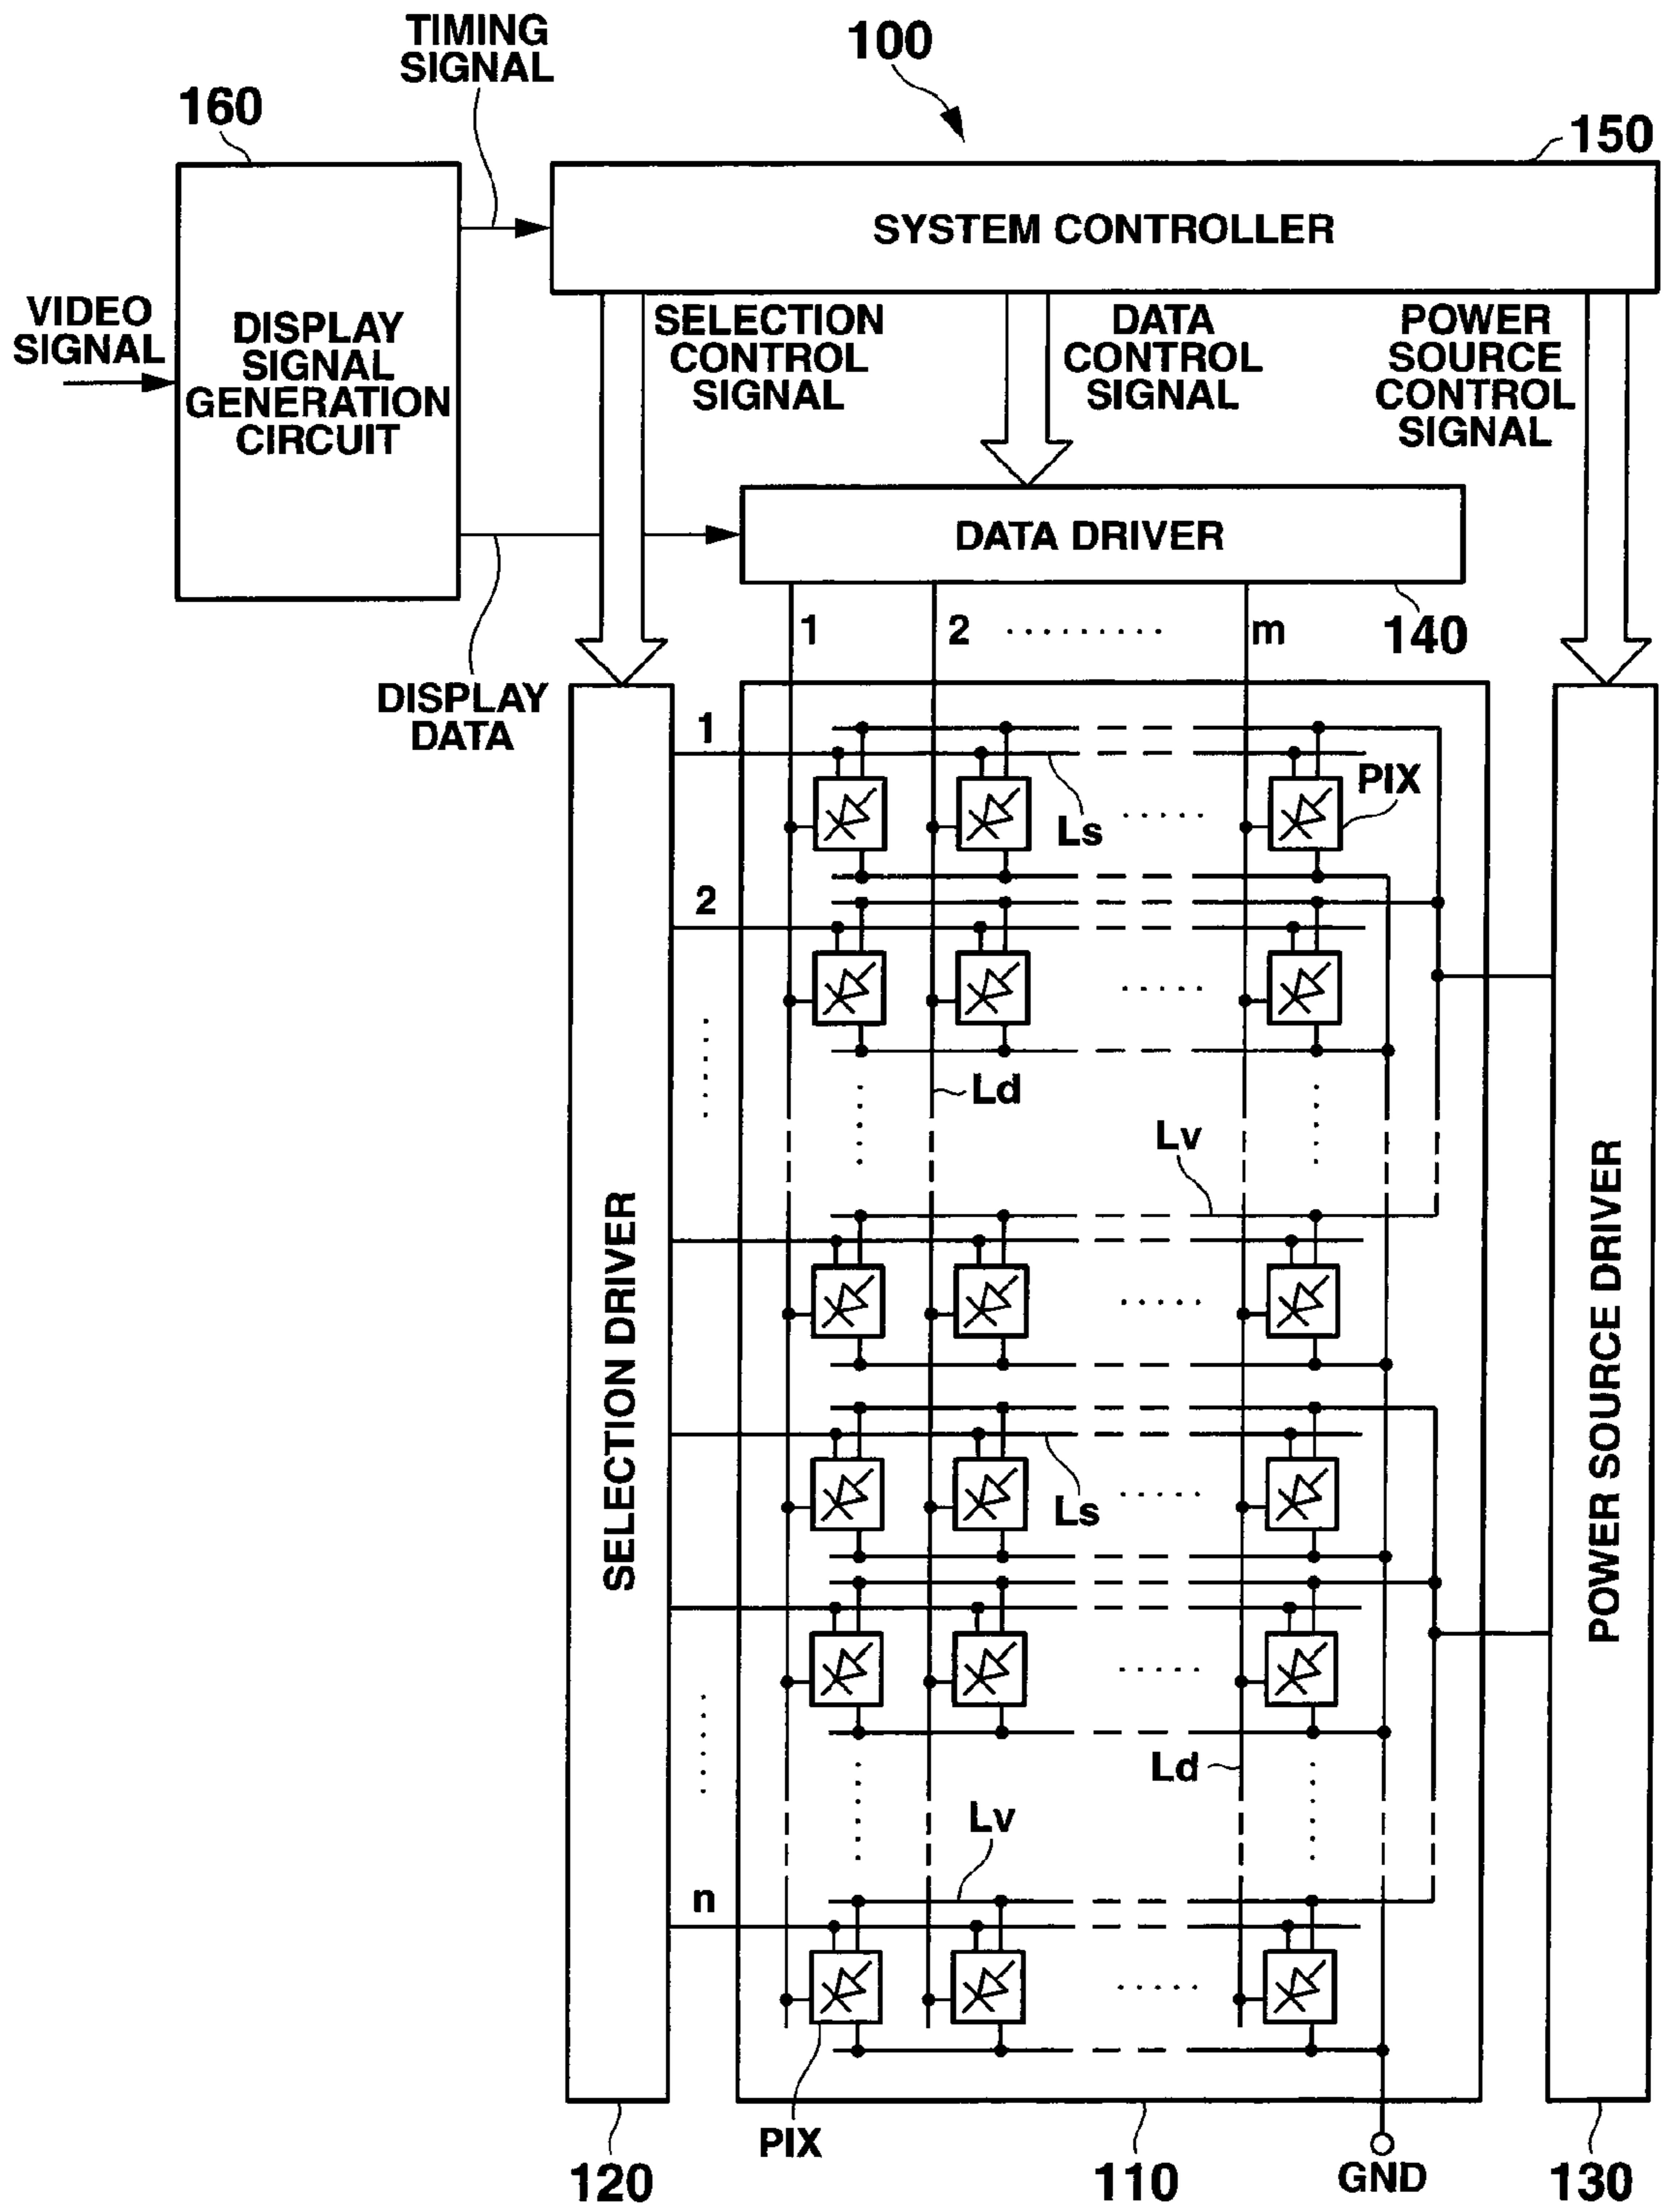 TIMING
SIGNAL
100
160
150
SYSTEM CONTROLLER
VIDEO
SIGNAL
DISPLAY
SIGNAL
GENERATION
CIRCUIT
SELECTION
CONTROL
SIGNAL
DATA
CONTROL
SIGNAL
POWER
SOURCE
CONTROL
SIGNAL
DATA DRIVER
1
2
m
140
DISPLAY
DATA
1
PIX
Ls
2
Ld
Lv
SELECTION DRIVER
POWER SOURCE DRIVER
Ls
Ld
Lv
n
PIX
120
110
GND
130